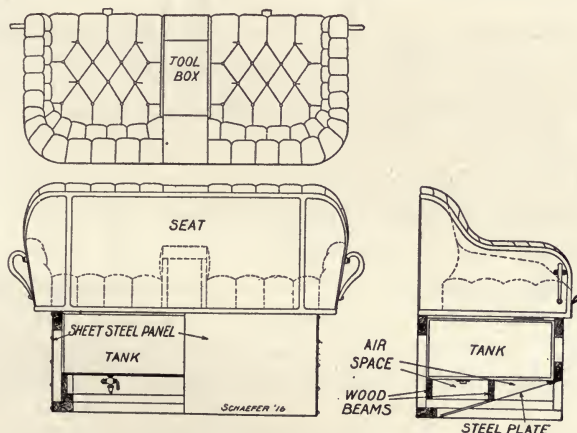 TOOL
BOX
SEAT
SHEET STEEL PANEL
TANK
SCHAEFER '16
AIR
SPACE
WOOD
BEAMS
TANK
STEEL PLATE